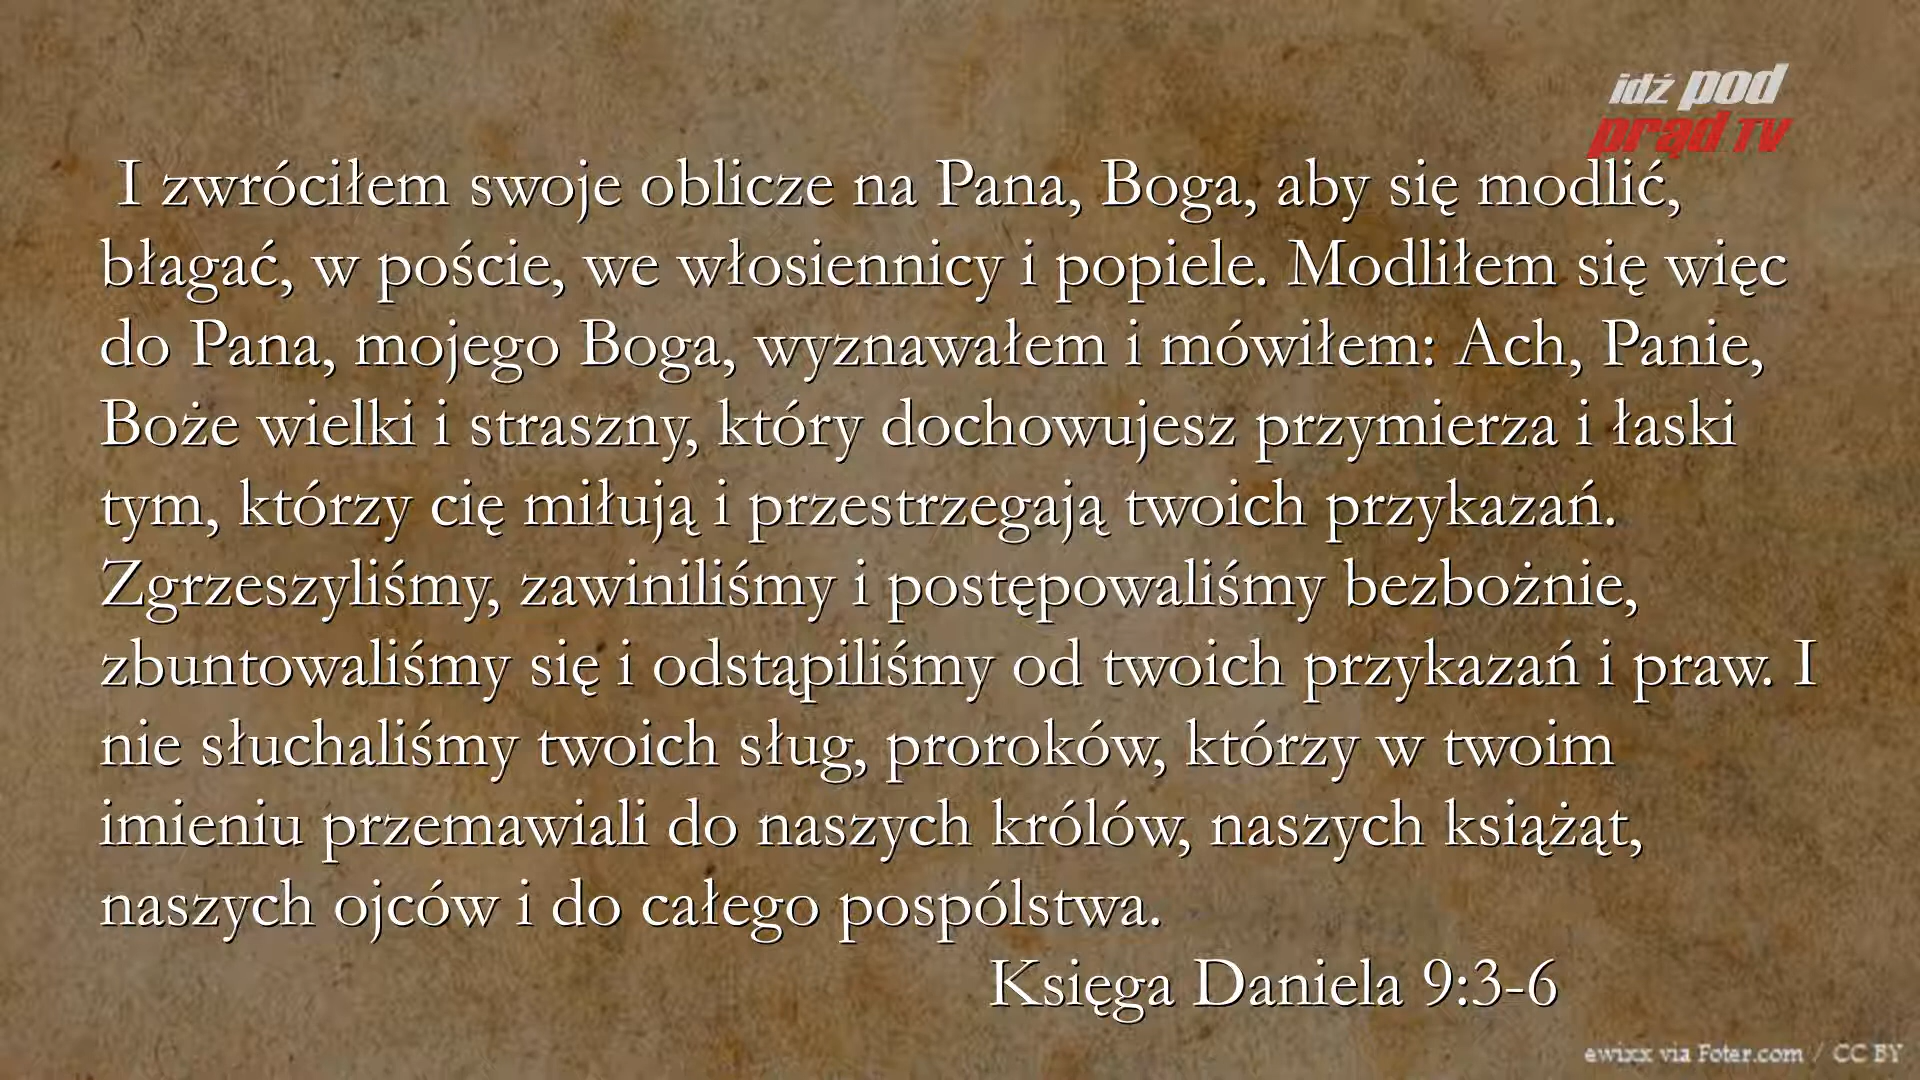 idź pod
prąd TV
I zwróciłem swoje oblicze na Pana, Boga, aby się modlić,
błagać, w poście, we włosiennicy i popiele. Modliłem się więc
do Pana, mojego Boga, wyznawałem i mówiłem: Ach, Panie,
Boże wielki i straszny, który dochowujesz przymierza i łaski
tym, którzy cię miłują i przestrzegają twoich przykazań.
Zgrzeszyliśmy, zawiniliśmy i postępowaliśmy bezbożnie,
zbuntowaliśmy się i odstąpiliśmy od twoich przykazań i praw. I
nie słuchaliśmy twoich sług, proroków, którzy w twoim
imieniu przemawiali do naszych królów, naszych książąt,
naszych ojców i do całego pospólstwa.
Księga Daniela 9:3-6
ewixx via Foter.com / CC BY